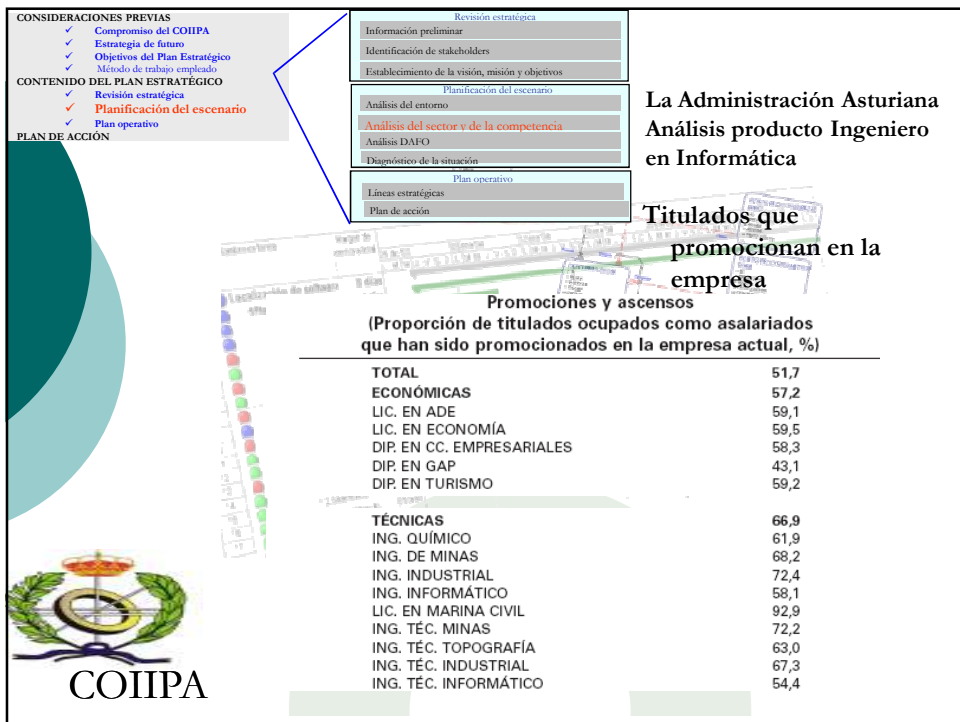 CONSIDERACIONES PREVIAS
✓ Compromiso del COIIPA
✓ Estrategia de futuro
✓ Objetivos del Plan Estratégico
✓ Método de trabajo empleado
CONTENIDO DEL PLAN ESTRATÉGICO
✓ Revisión estratégica
✓ Planificación del escenario
✓ Plan operativo
PLAN DE ACCIÓN
Revisión estratégica
Información preliminar
Identificación de stakeholders
Establecimiento de la visión, misión y objetivos
Planificación del escenario
Análisis del entorno
Análisis del sector y de la competencia
Análisis DAFO
Diagnóstico de la situación
Plan operativo
Líneas estratégicas
Plan de acción
La Administración Asturiana
Análisis producto Ingeniero
en Informática
Titulados que
promocionan en la
empresa
Promociones y ascensos
(Proporción de titulados ocupados como asalariados
que han sido promocionados en la empresa actual, %)
TOTAL 51,7
ECONÓMICAS 57,2
LIC. EN ADE 59,1
LIC. EN ECONOMÍA 59,5
DIP. EN CC. EMPRESARIALES 58,3
DIP. EN GAP 43,1
DIP. EN TURISMO 59,2
TÉCNICAS 66,9
ING. QUÍMICO 61,9
ING. DE MINAS 68,2
ING. INDUSTRIAL 72,4
ING. INFORMÁTICO 58,1
LIC. EN MARINA CIVIL 92,9
ING. TÉC. MINAS 72,2
ING. TÉC. TOPOGRAFÍA 63,0
ING. TÉC. INDUSTRIAL 67,3
ING. TÉC. INFORMÁTICO 54,4
COIIPA